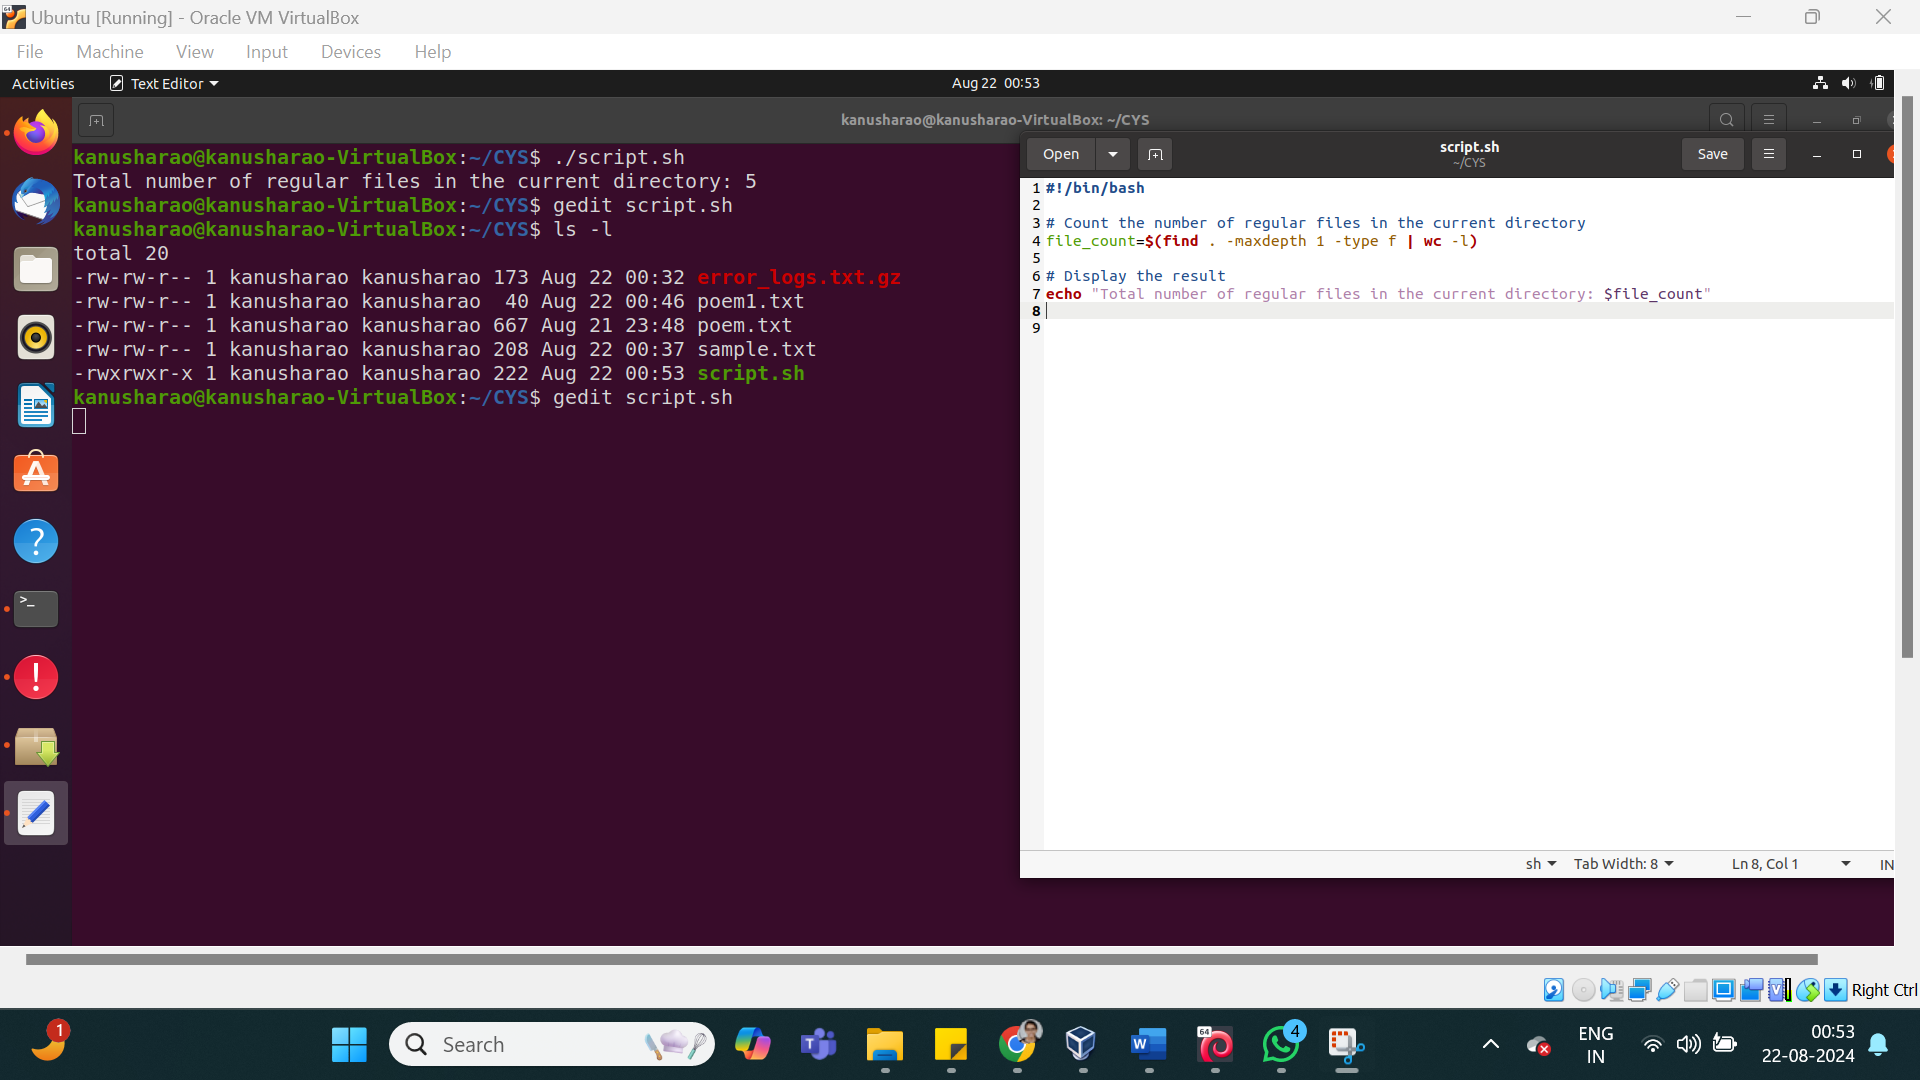 Ubuntu [Running] - Oracle VM VirtualBox
File Machine View Input Devices Help
Activities Text Editor Aug 22 00:53
kanusharao@kanusharao-VirtualBox: ~/CYS
kanusharao@kanusharao-VirtualBox:~/CYS$ ./script.sh
Total number of regular files in the current directory: 5
kanusharao@kanusharao-VirtualBox:~/CYS$ gedit script.sh
kanusharao@kanusharao-VirtualBox:~/CYS$ ls -l
total 20
-rw-rw-r-- 1 kanusharao kanusharao 173 Aug 22 00:32 error_logs.txt.gz
-rw-rw-r-- 1 kanusharao kanusharao  40 Aug 22 00:46 poem1.txt
-rw-rw-r-- 1 kanusharao kanusharao 667 Aug 21 23:48 poem.txt
-rw-rw-r-- 1 kanusharao kanusharao 208 Aug 22 00:37 sample.txt
-rwxrwxr-x 1 kanusharao kanusharao 222 Aug 22 00:53 script.sh
kanusharao@kanusharao-VirtualBox:~/CYS$ gedit script.sh
Open script.sh Save
~/CYS
1 #!/bin/bash
2
3 # Count the number of regular files in the current directory
4 file_count=$(find . -maxdepth 1 -type f | wc -l)
5
6 # Display the result
7 echo "Total number of regular files in the current directory: $file_count"
8
9
sh Tab Width: 8 Ln 8, Col 1 IN
Right Ctrl
1
Search
64
4
ENG
IN
00:53
22-08-2024